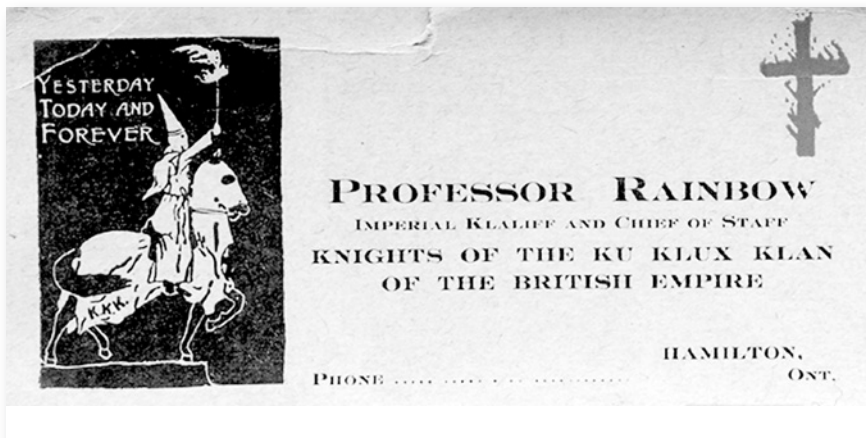 YESTERDAY
TODAY AND
FOREVER
K.K.K.
PROFESSOR RAINBOW
IMPERIAL KLALIFF AND CHIEF OF STAFF
KNIGHTS OF THE KU KLUX KLAN
OF THE BRITISH EMPIRE
HAMILTON,
PHONE ..... ..... . .. ............. ONT.